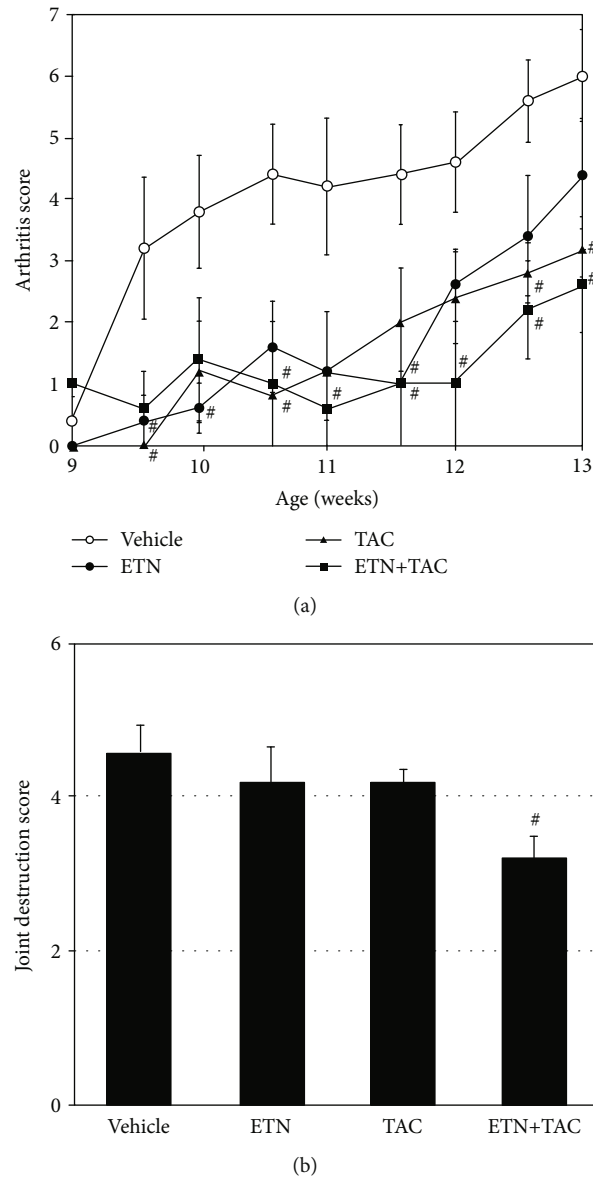 7
6
5
4
3
2
1
0
Arthritis score
# # # # # # # # # # # # # #
9 10 11 12 13
Age (weeks)
Vehicle TAC
ETN ETN+TAC
(a)
6
4
2
0
Joint destruction score
#
Vehicle ETN TAC ETN+TAC
(b)